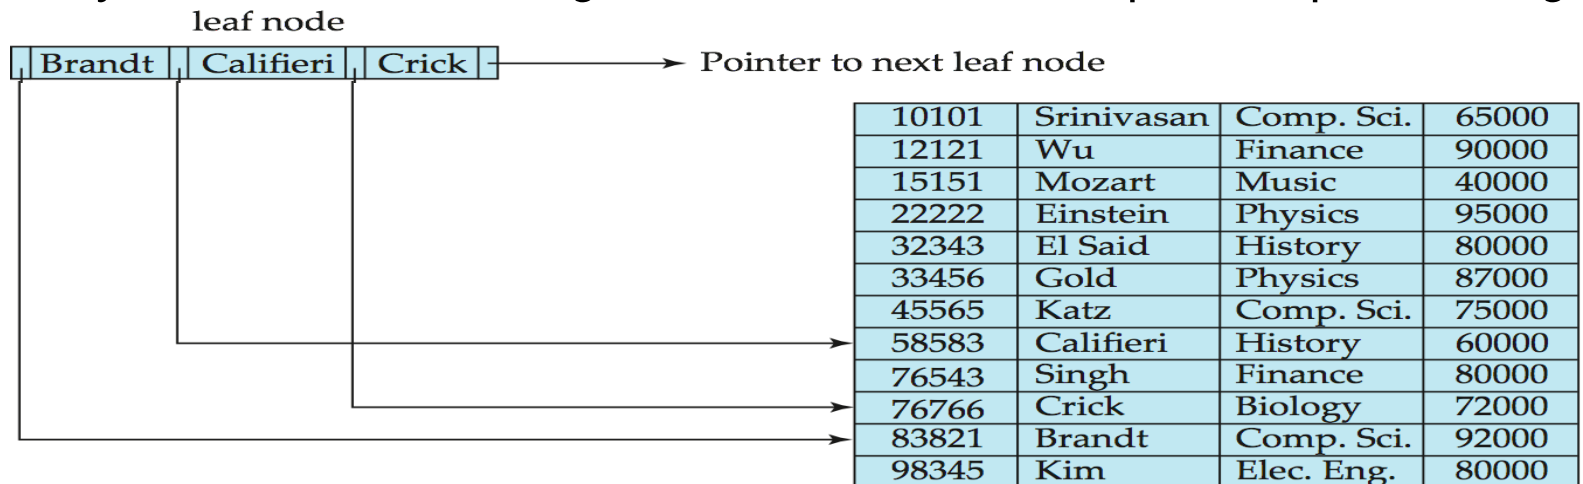 leaf node
Brandt Califieri Crick
Pointer to next leaf node
10101 Srinivasan Comp. Sci. 65000
12121 Wu Finance 90000
15151 Mozart Music 40000
22222 Einstein Physics 95000
32343 El Said History 80000
33456 Gold Physics 87000
45565 Katz Comp. Sci. 75000
58583 Califieri History 60000
76543 Singh Finance 80000
76766 Crick Biology 72000
83821 Brandt Comp. Sci. 92000
98345 Kim Elec. Eng. 80000